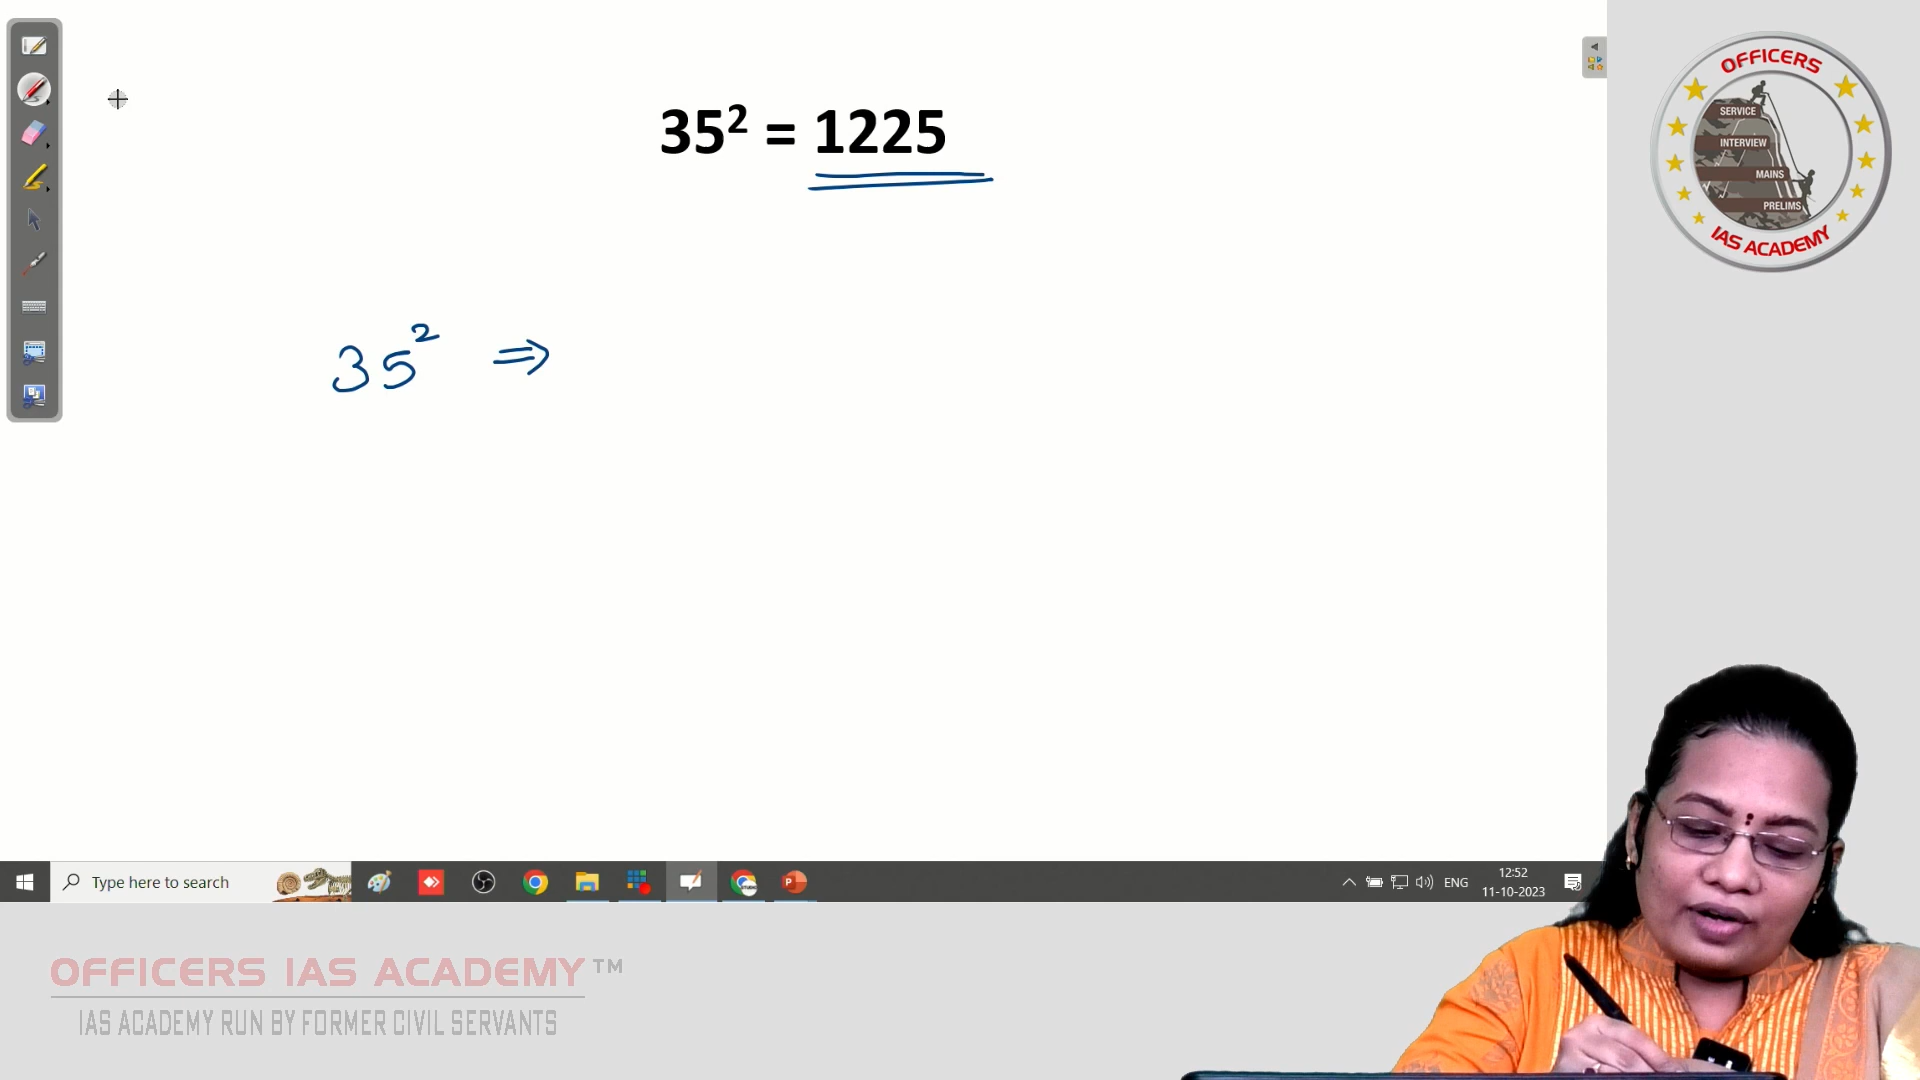 35² = 1225
35² ⇒
OFFICERS
SERVICE
INTERVIEW
MAINS
PRELIMS
IAS ACADEMY
Type here to search
ENG
12:52
11-10-2023
OFFICERS IAS ACADEMY™
IAS ACADEMY RUN BY FORMER CIVIL SERVANTS